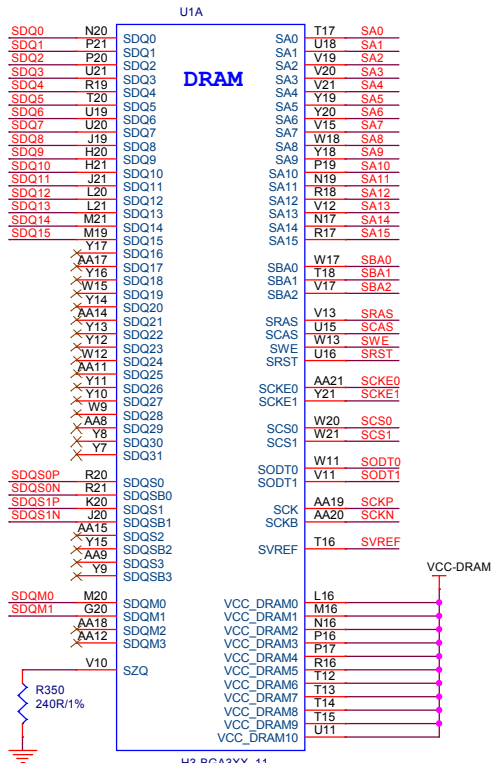 U1A
DRAM
SDQ0 N20 SDQ0
SDQ1 P21 SDQ1
SDQ2 P20 SDQ2
SDQ3 U21 SDQ3
SDQ4 R19 SDQ4
SDQ5 T20 SDQ5
SDQ6 U19 SDQ6
SDQ7 U20 SDQ7
SDQ8 J19 SDQ8
SDQ9 H20 SDQ9
SDQ10 H21 SDQ10
SDQ11 J21 SDQ11
SDQ12 L20 SDQ12
SDQ13 L21 SDQ13
SDQ14 M21 SDQ14
SDQ15 M19 SDQ15
Y17 SDQ16
AA17 SDQ17
Y16 SDQ18
W15 SDQ19
Y14 SDQ20
AA14 SDQ21
Y13 SDQ22
Y12 SDQ23
W12 SDQ24
AA11 SDQ25
Y11 SDQ26
Y10 SDQ27
W9 SDQ28
AA8 SDQ29
Y8 SDQ30
Y7 SDQ31
SDQS0P R20 SDQS0
SDQS0N R21 SDQSB0
SDQS1P K20 SDQS1
SDQS1N J20 SDQSB1
AA15 SDQS2
Y15 SDQSB2
AA9 SDQS3
Y9 SDQSB3
SDQM0 M20 SDQM0
SDQM1 G20 SDQM1
AA18 SDQM2
AA12 SDQM3
V10 SZQ
R350
240R/1%
SA0 T17 SA0
SA1 U18 SA1
SA2 V19 SA2
SA3 V20 SA3
SA4 V21 SA4
SA5 Y19 SA5
SA6 Y20 SA6
SA7 V15 SA7
SA8 W18 SA8
SA9 Y18 SA9
SA10 P19 SA10
SA11 N19 SA11
SA12 R18 SA12
SA13 V12 SA13
SA14 N17 SA14
SA15 R17 SA15
SBA0 W17 SBA0
SBA1 T18 SBA1
SBA2 V17 SBA2
SRAS V13 SRAS
SCAS U15 SCAS
SWE W13 SWE
SRST U16 SRST
SCKE0 AA21 SCKE0
SCKE1 Y21 SCKE1
SCS0 W20 SCS0
SCS1 W21 SCS1
SODT0 W11 SODT0
SODT1 V11 SODT1
SCK AA19 SCKP
SCKB AA20 SCKN
SVREF T16 SVREF
VCC-DRAM
VCC_DRAM0 L16
VCC_DRAM1 M16
VCC_DRAM2 N16
VCC_DRAM3 P16
VCC_DRAM4 P17
VCC_DRAM5 R16
VCC_DRAM6 T12
VCC_DRAM7 T13
VCC_DRAM8 T14
VCC_DRAM9 T15
VCC_DRAM10 U11
H3-BGA3XX_11